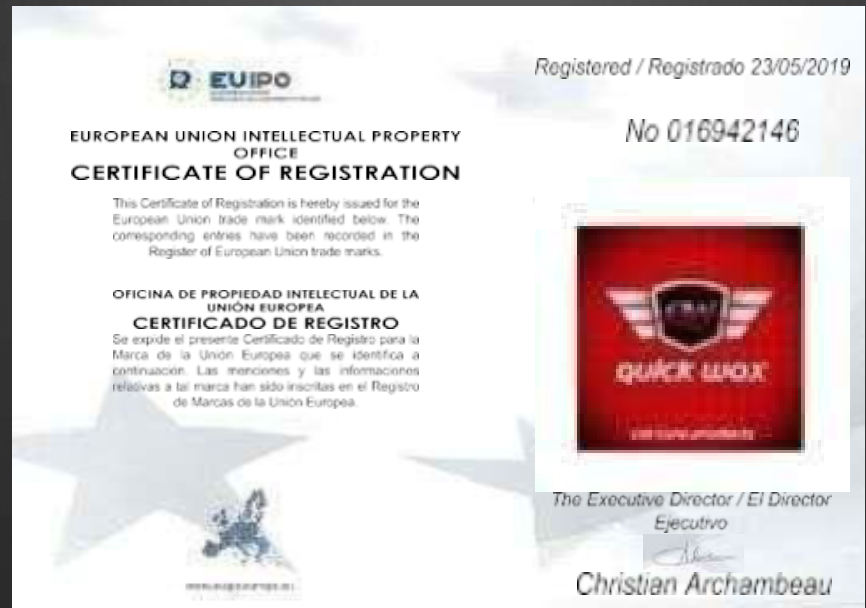 EUIPO
EUROPEAN UNION INTELLECTUAL PROPERTY
OFFICE
CERTIFICATE OF REGISTRATION
This Certificate of Registration is hereby issued for the
European Union trade mark identified below. The
corresponding entries have been recorded in the
Register of European Union trade marks.
OFICINA DE PROPIEDAD INTELECTUAL DE LA
UNIÓN EUROPEA
CERTIFICADO DE REGISTRO
Se expide el presente Certificado de Registro para la
Marca de la Unión Europea que se identifica a
continuación. Las menciones y las informaciones
relativas a tal marca han sido inscritas en el Registro
de Marcas de la Unión Europea.
Registered / Registrado 23/05/2019
No 016942146
QUICK WAX
The Executive Director / El Director
Ejecutivo
Christian Archambeau